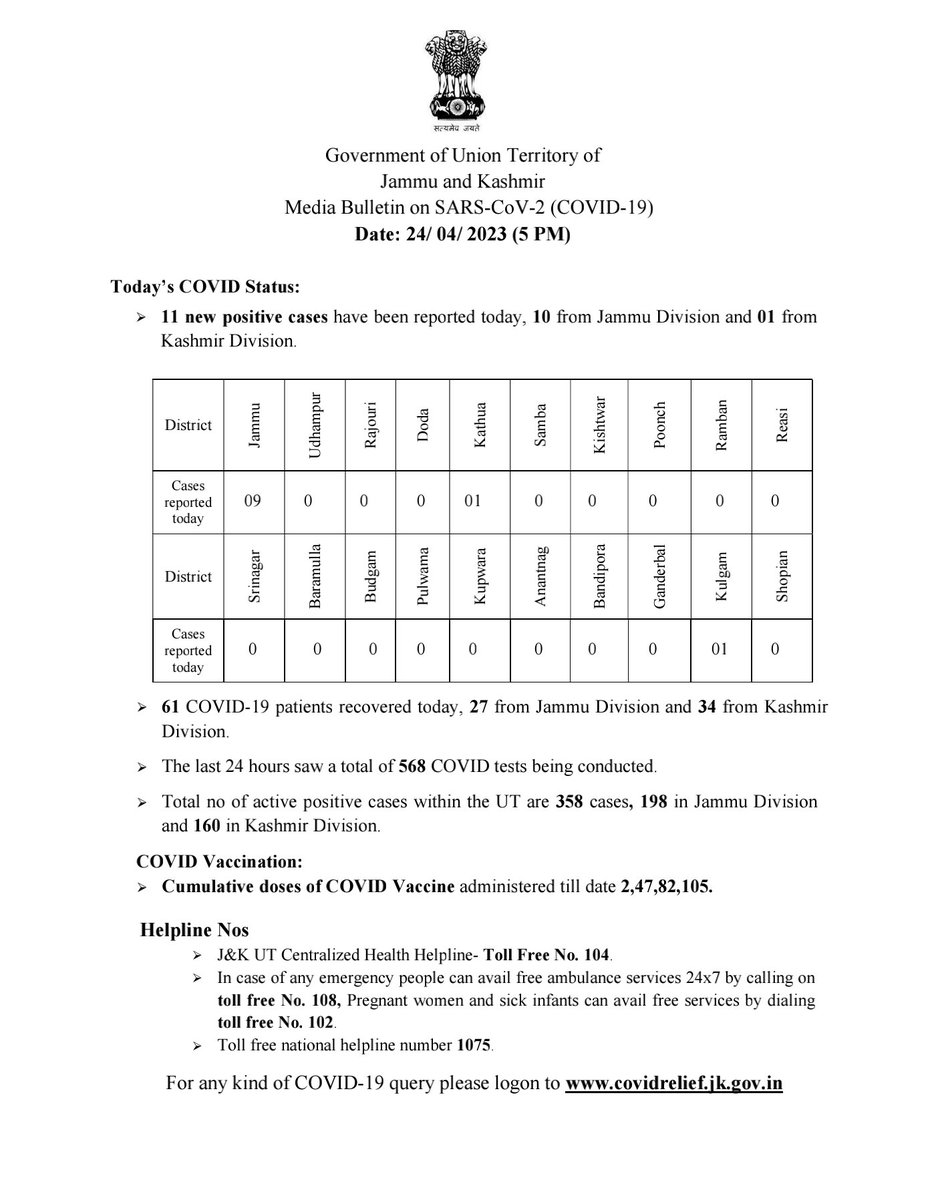 सत्यमेव जयते
Government of Union Territory of
Jammu and Kashmir
Media Bulletin on SARS-CoV-2 (COVID-19)
Date: 24/ 04/ 2023 (5 PM)
Today’s COVID Status:
➢ 11 new positive cases have been reported today, 10 from Jammu Division and 01 from
Kashmir Division.
District Jammu Udhampur Rajouri Doda Kathua Samba Kishtwar Poonch Ramban Reasi
Cases
reported
today 09 0 0 0 01 0 0 0 0 0
District Srinagar Baramulla Budgam Pulwama Kupwara Anantnag Bandipora Ganderbal Kulgam Shopian
Cases
reported
today 0 0 0 0 0 0 0 0 01 0
➢ 61 COVID-19 patients recovered today, 27 from Jammu Division and 34 from Kashmir
Division.
➢ The last 24 hours saw a total of 568 COVID tests being conducted.
➢ Total no of active positive cases within the UT are 358 cases, 198 in Jammu Division
and 160 in Kashmir Division.
COVID Vaccination:
➢ Cumulative doses of COVID Vaccine administered till date 2,47,82,105.
Helpline Nos
➢ J&K UT Centralized Health Helpline- Toll Free No. 104.
➢ In case of any emergency people can avail free ambulance services 24x7 by calling on
toll free No. 108, Pregnant women and sick infants can avail free services by dialing
toll free No. 102.
➢ Toll free national helpline number 1075.
For any kind of COVID-19 query please logon to www.covidrelief.jk.gov.in